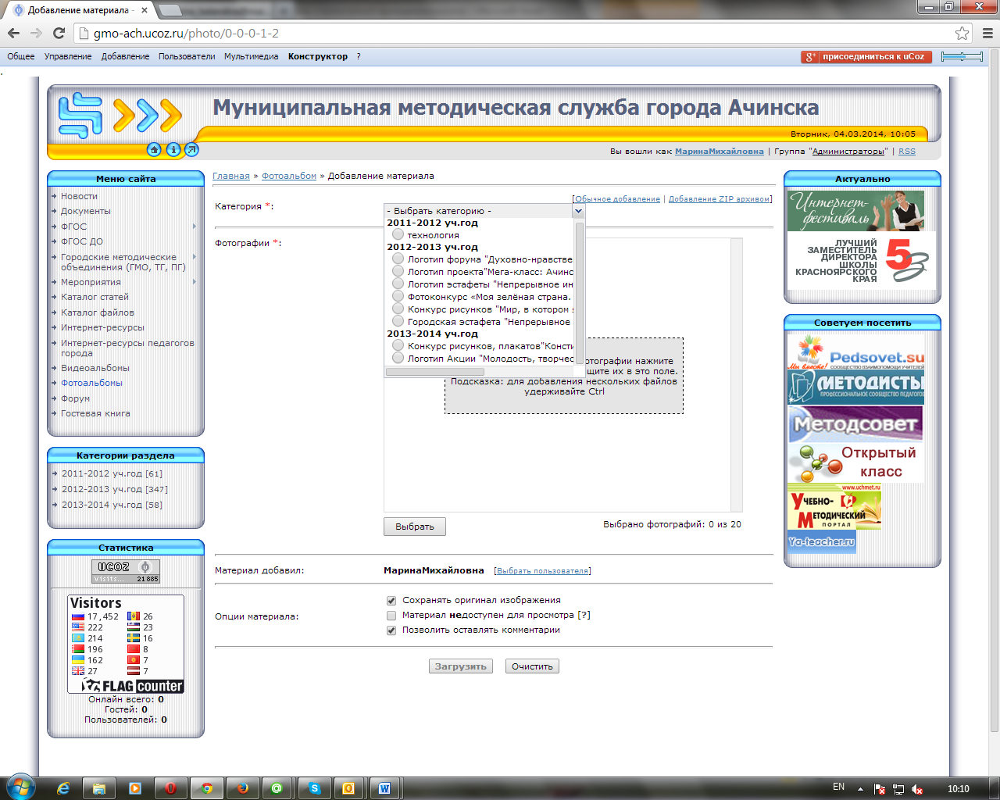 Добавление материала -
gmo-ach.ucoz.ru/photo/0-0-0-1-2
Общее Управление Добавление Пользователи Мультимедиа Конструктор ?
присоединиться к uCoz
Муниципальная методическая служба города Ачинска
Вторник, 04.03.2014, 10:05
Вы вошли как МаринаМихайловна | Группа "Администраторы" | RSS
Меню сайта
Новости
Документы
ФГОС
ФГОС ДО
Городские методические
объединения (ГМО, ТГ, ПГ)
Мероприятия
Каталог статей
Каталог файлов
Интернет-ресурсы
Интернет-ресурсы педагогов
города
Видеоальбомы
Фотоальбомы
Форум
Гостевая книга
Категории раздела
2011-2012 уч.год [61]
2012-2013 уч.год [347]
2013-2014 уч.год [58]
Статистика
UCOZ
Visits... 21885
Visitors
17,452 26
222 23
214 16
196 8
162 7
27 7
FLAG counter
Онлайн всего: 0
Гостей: 0
Пользователей: 0
Главная » Фотоальбом » Добавление материала
[Обычное добавление | Добавление ZIP архивом]
Категория *:
- Выбрать категорию -
2011-2012 уч.год
технология
2012-2013 уч.год
Логотип форума "Духовно-нравстве
Логотип проекта"Мега-класс: Ачинс
Логотип эстафеты "Непрерывное ин
Фотоконкурс «Моя зелёная страна.
Конкурс рисунков "Мир, в котором я
Городская эстафета "Непрерывное
2013-2014 уч.год
Конкурс рисунков, плакатов"Консти
Логотип Акции "Молодость, творчес
Фотографии *:
отографии нажмите
щите их в это поле.
Подсказка: для добавления нескольких файлов
удерживайте Ctrl
Выбрать
Выбрано фотографий: 0 из 20
Материал добавил:
МаринаМихайловна [Выбрать пользователя]
Опции материала:
Сохранять оригинал изображения
Материал недоступен для просмотра [?]
Позволить оставлять комментарии
Загрузить Очистить
Актуально
Интернет-
фестиваль
ЛУЧШИЙ
ЗАМЕСТИТЕЛЬ
ДИРЕКТОРА
ШКОЛЫ
КРАСНОЯРСКОГО
КРАЯ
5
3
Советуем посетить
Pedsovet.su
Мы вместе! СООБЩЕСТВО ВЗАИМОПОМОЩИ УЧИТЕЛЕЙ
МЕТОДИСТЫ
ПРОФЕССИОНАЛЬНОЕ СООБЩЕСТВО ПЕДАГОГОВ
Методсовет
Открытый
класс
www.uchmet.ru
УЧЕБНО-
МЕТОДИЧЕСКИЙ
ПОРТАЛ
Ya-teacher.ru
EN
10:10